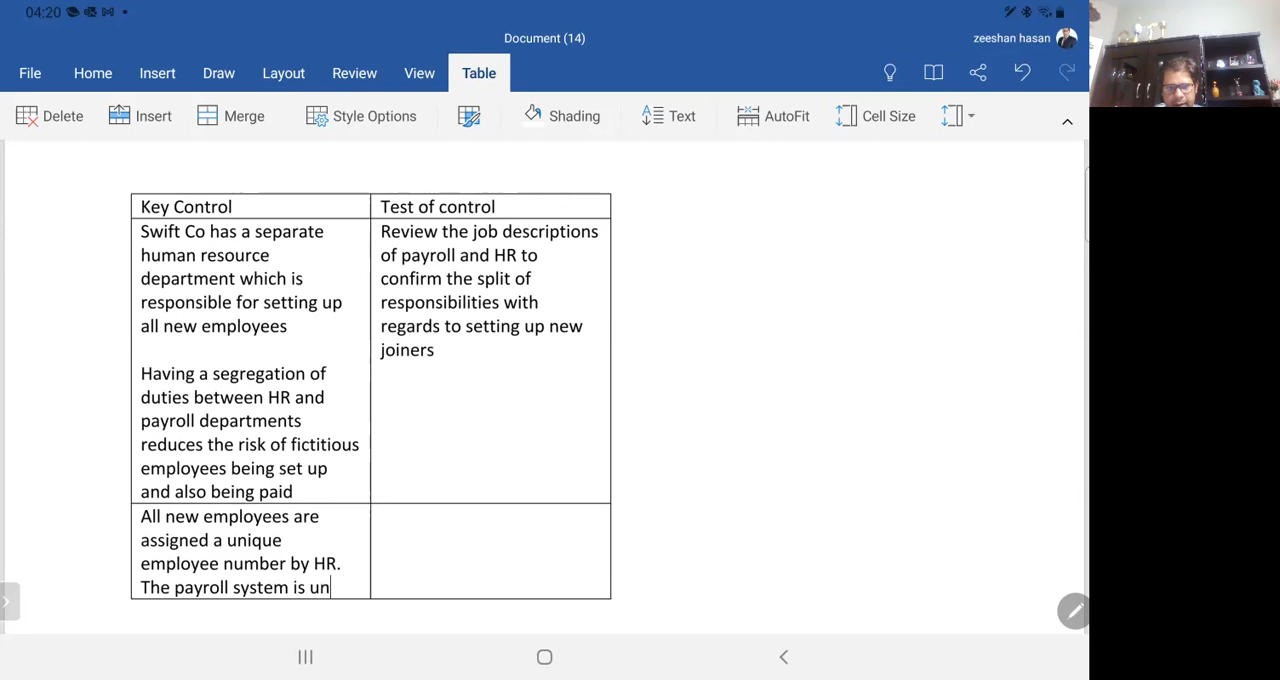 04:20
Document (14)
zeeshan hasan
File Home Insert Draw Layout Review View Table
Delete Insert Merge Style Options Shading Text AutoFit Cell Size
Key Control
Test of control
Swift Co has a separate
human resource
department which is
responsible for setting up
all new employees
Having a segregation of
duties between HR and
payroll departments
reduces the risk of fictitious
employees being set up
and also being paid
Review the job descriptions
of payroll and HR to
confirm the split of
responsibilities with
regards to setting up new
joiners
All new employees are
assigned a unique
employee number by HR.
The payroll system is un